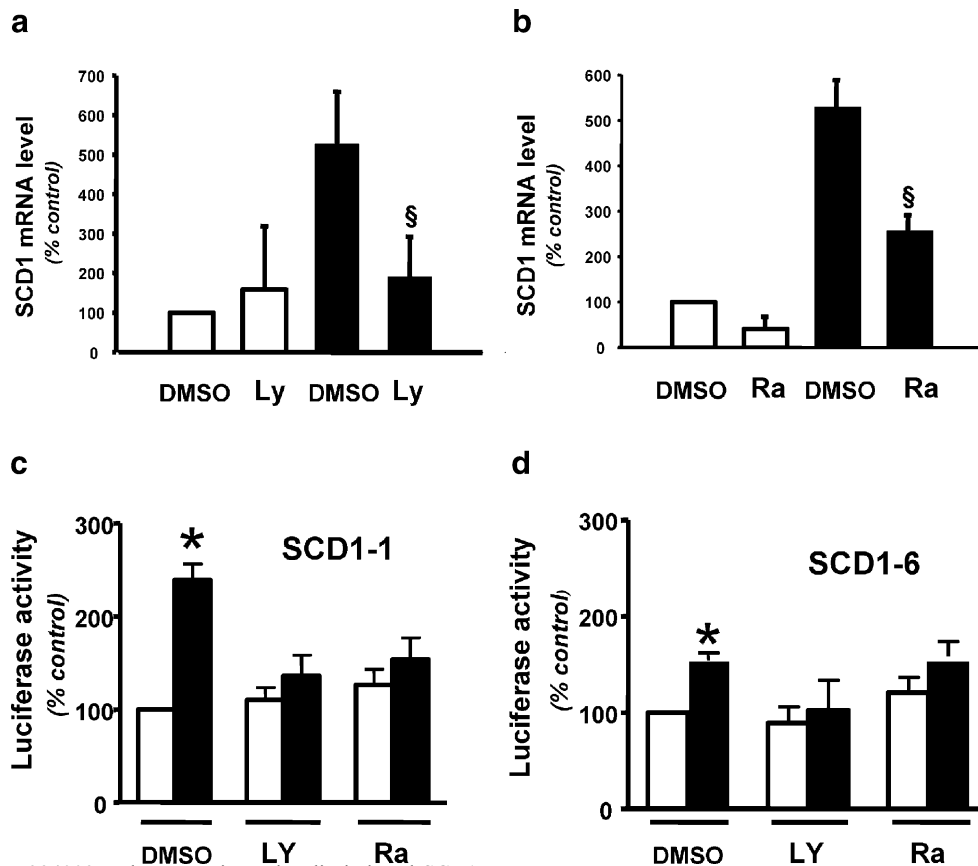 a
b
SCD1 mRNA level
(% control)
700
600
500
400
300
200
100
0
§
DMSO Ly DMSO Ly
SCD1 mRNA level
(% control)
600
500
400
300
200
100
0
§
DMSO Ra DMSO Ra
c
d
Luciferase activity
(% control)
300
200
100
0
*
SCD1-1
DMSO LY Ra
Luciferase activity
(% control)
300
200
100
0
*
SCD1-6
DMSO LY Ra